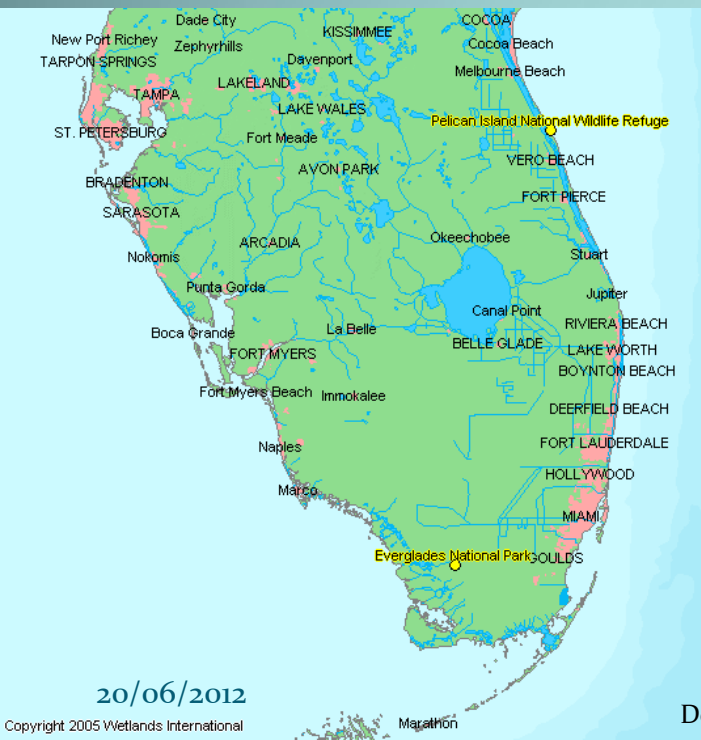 Dade City
KISSIMMEE
COCOA
New Port Richey
Zephyrhills
Cocoa Beach
TARPON SPRINGS
Davenport
Melbourne Beach
TAMPA
LAKELAND
LAKE WALES
Pelican Island National Wildlife Refuge
ST. PETERSBURG
Fort Meade
VERO BEACH
AVON PARK
BRADENTON
FORT PIERCE
SARASOTA
ARCADIA
Okeechobee
Nokomis
Stuart
Punta Gorda
Jupiter
Canal Point
Boca Grande
La Belle
RIVIERA BEACH
FORT MYERS
BELLE GLADE
LAKE WORTH
BOYNTON BEACH
Fort Myers Beach
Immokalee
DEERFIELD BEACH
Naples
FORT LAUDERDALE
HOLLYWOOD
Marco
MIAMI
Everglades National Park
GOULDS
20/06/2012
Copyright 2005 Wetlands International
Marathon